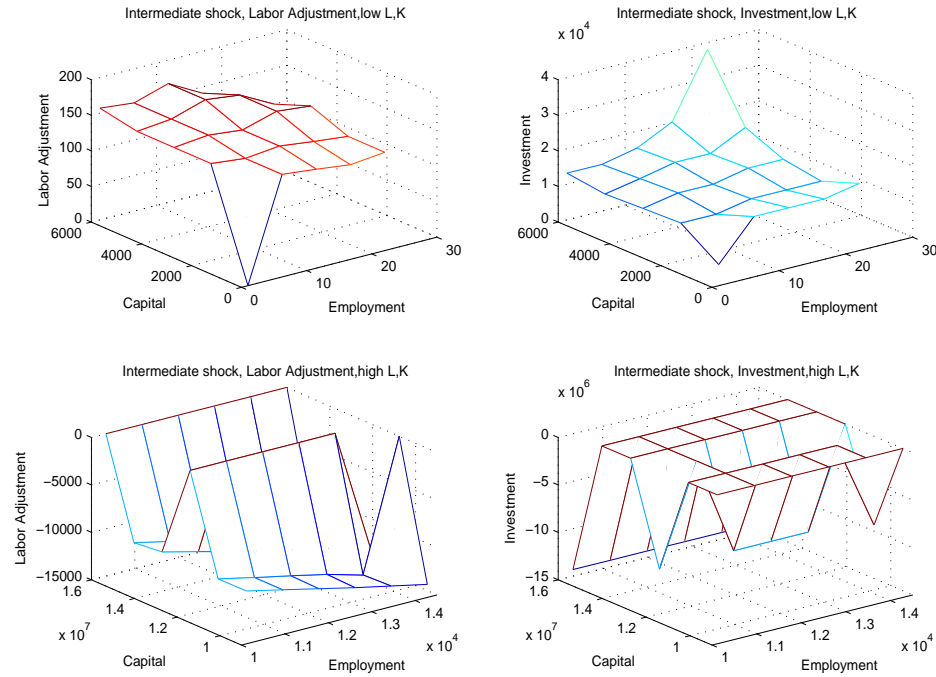 Intermediate shock, Labor Adjustment,low L,K
200
150
100
50
0
Labor Adjustment
6000
4000
2000
0
Capital
0
10
20
30
Employment
Intermediate shock, Investment,low L,K
x 10^4
4
3
2
1
0
Investment
6000
4000
2000
0
Capital
0
10
20
30
Employment
Intermediate shock, Labor Adjustment,high L,K
0
−5000
−10000
−15000
Labor Adjustment
1.6
1.4
1.2
1
x 10^7
Capital
1
1.1
1.2
1.3
1.4
x 10^4
Employment
Intermediate shock, Investment,high L,K
x 10^6
0
−5
−10
−15
Investment
1.6
1.4
1.2
1
x 10^7
Capital
1
1.1
1.2
1.3
1.4
x 10^4
Employment